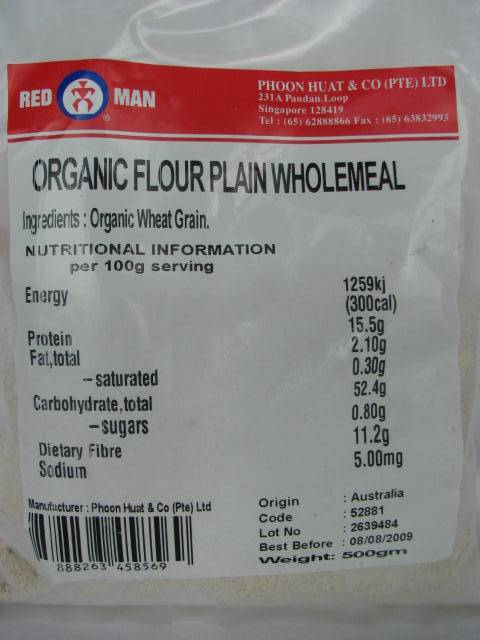 RED MAN ®
PHOON HUAT & CO (PTE) LTD
231A Pandan Loop
Singapore 128419
Tel : (65) 62888866 Fax : (65) 63832993
ORGANIC FLOUR PLAIN WHOLEMEAL
Ingredients : Organic Wheat Grain.
NUTRITIONAL INFORMATION
per 100g serving
Energy 1259kj
(300cal)
Protein 15.5g
Fat,total 2.10g
--saturated 0.30g
Carbohydrate,total 52.4g
--sugars 0.80g
Dietary Fibre 11.2g
Sodium 5.00mg
Manufacturer : Phoon Huat & Co (Pte) Ltd
888263 458569
Origin : Australia
Code : 52881
Lot No : 2639484
Best Before : 08/08/2009
Weight: 500gm